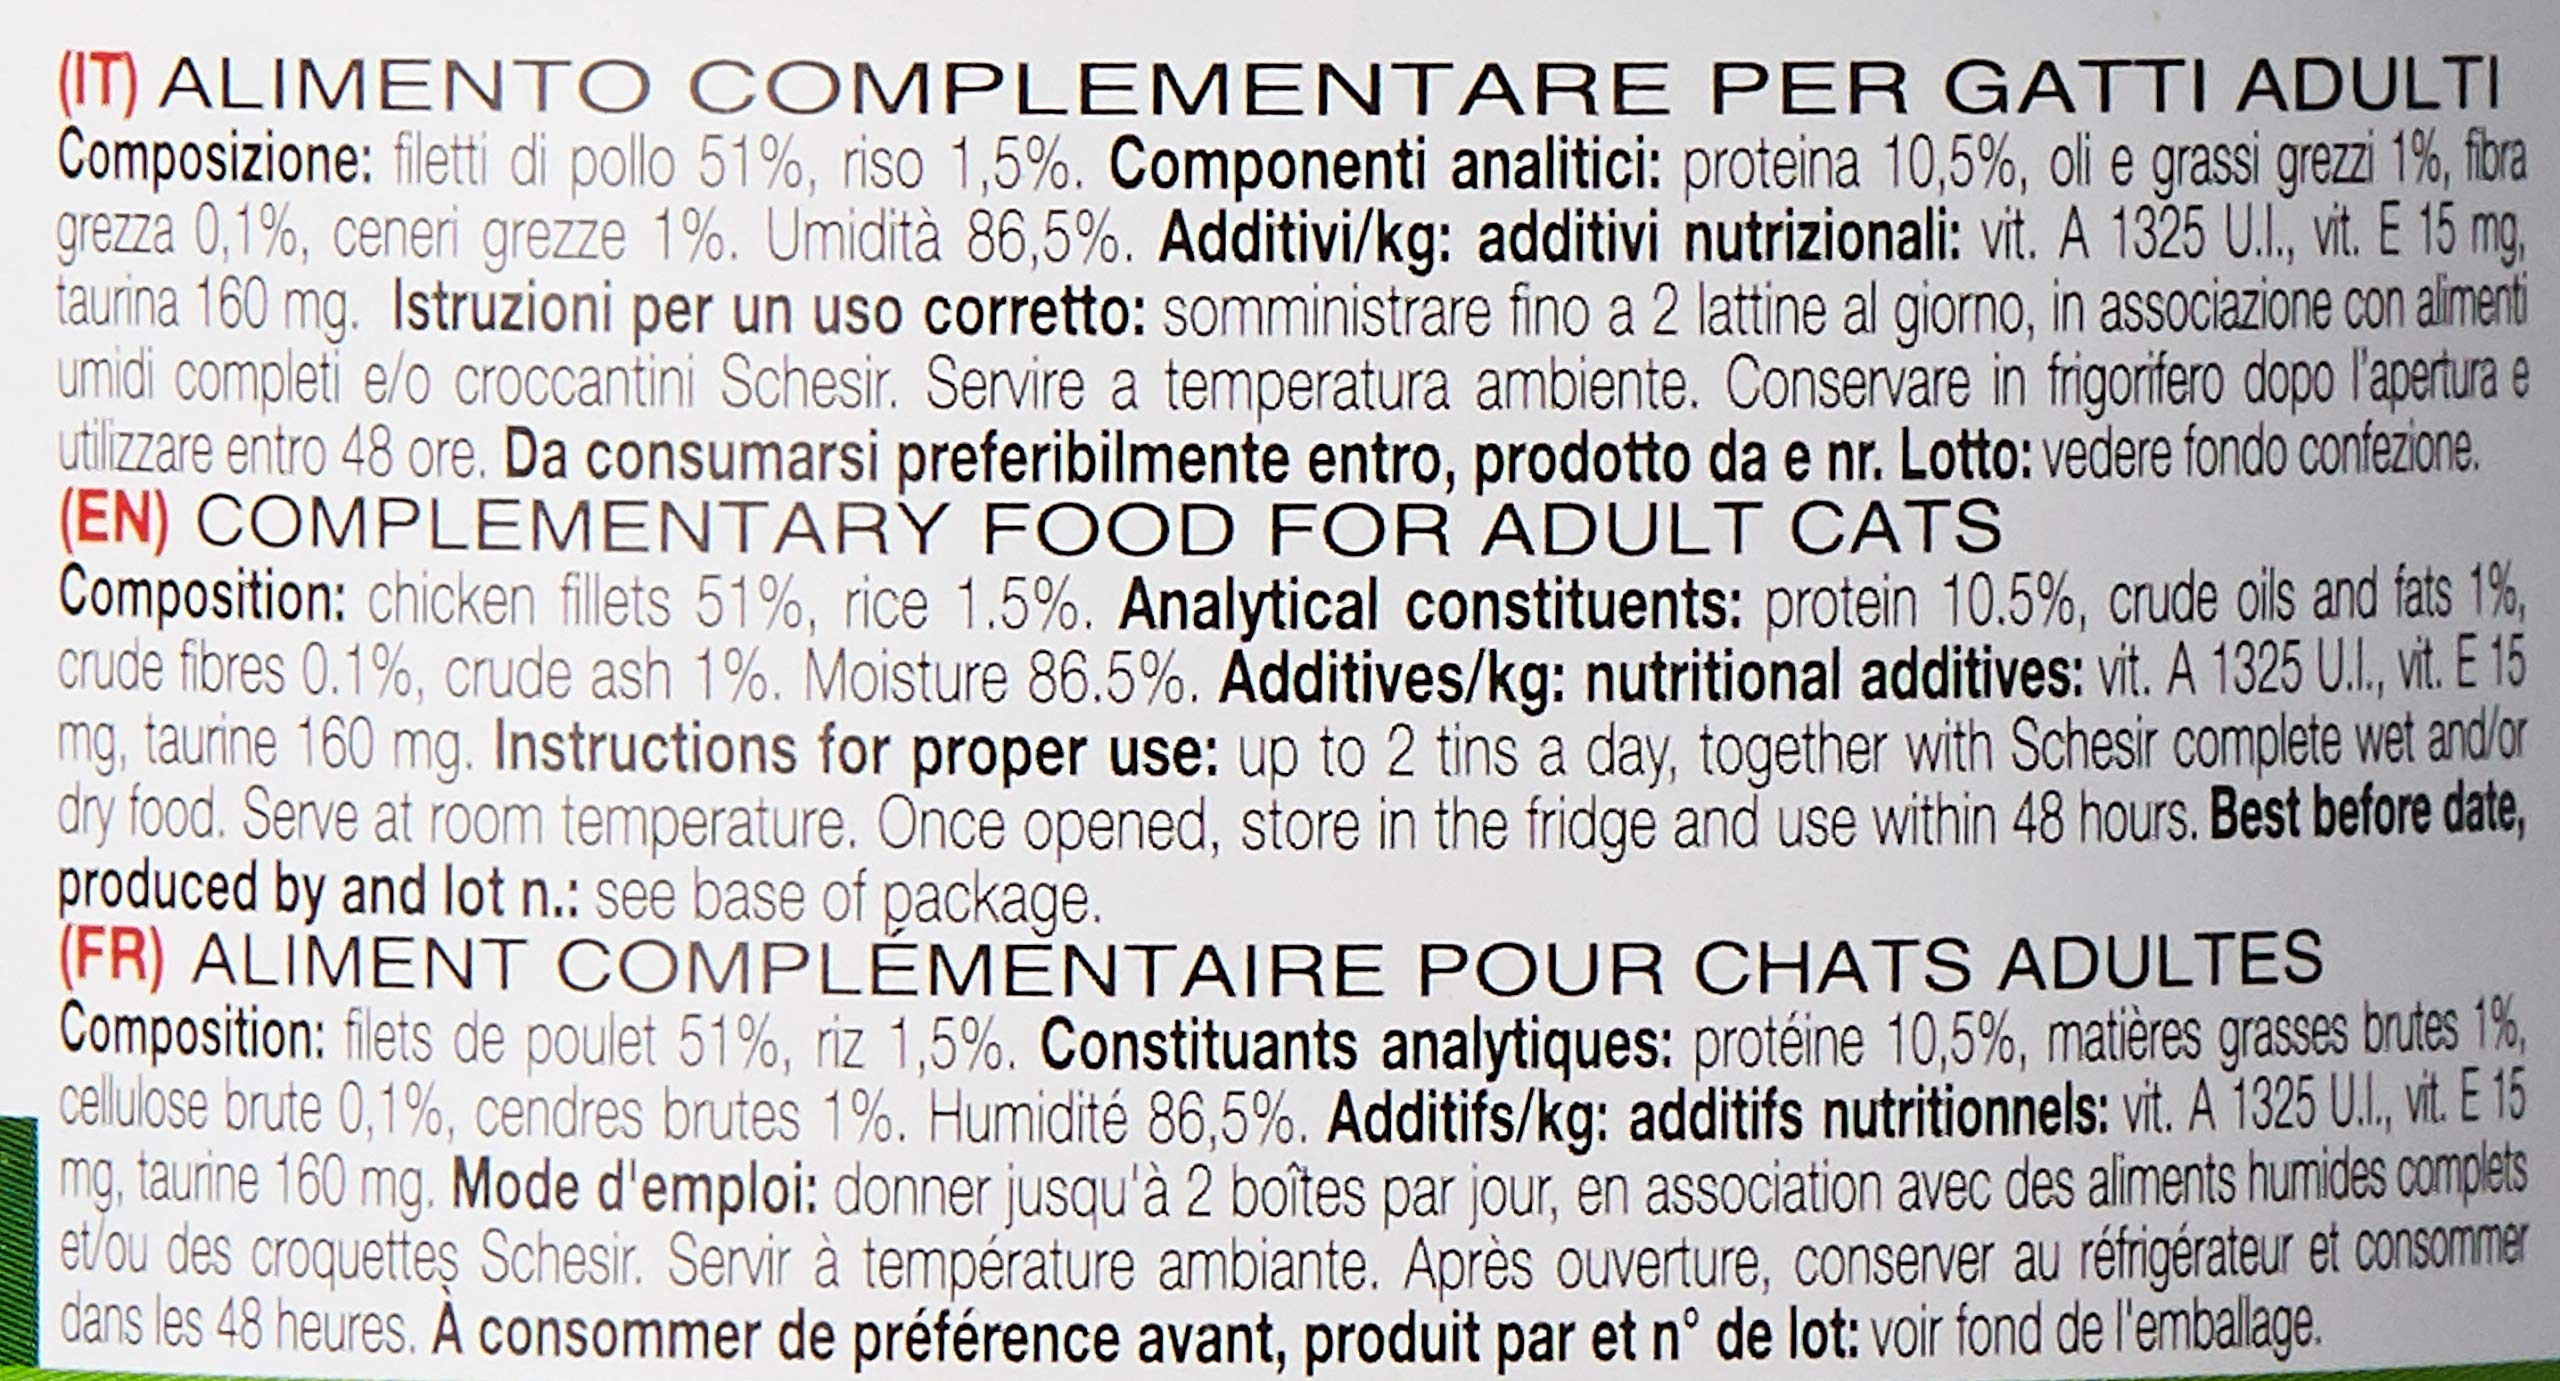 (IT) ALIMENTO COMPLEMENTARE PER GATTI ADULTI
Composizione: filetti di pollo 51%, riso 1,5%. Componenti analitici: proteina 10,5%, oli e grassi grezzi 1%, fibra
grezza 0,1%, ceneri grezze 1%. Umidità 86,5%. Additivi/kg: additivi nutrizionali: vit. A 1325 U.I., vit. E 15 mg,
taurina 160 mg. Istruzioni per un uso corretto: somministrare fino a 2 lattine al giorno, in associazione con alimenti
umidi completi e/o croccantini Schesir. Servire a temperatura ambiente. Conservare in frigorifero dopo l'apertura e
utilizzare entro 48 ore. Da consumarsi preferibilmente entro, prodotto da e nr. Lotto: vedere fondo confezione.
(EN) COMPLEMENTARY FOOD FOR ADULT CATS
Composition: chicken fillets 51%, rice 1.5%. Analytical constituents: protein 10.5%, crude oils and fats 1%,
crude fibres 0.1%, crude ash 1%. Moisture 86.5%. Additives/kg: nutritional additives: vit. A 1325 U.I., vit. E 15
mg, taurine 160 mg. Instructions for proper use: up to 2 tins a day, together with Schesir complete wet and/or
dry food. Serve at room temperature. Once opened, store in the fridge and use within 48 hours. Best before date,
produced by and lot n.: see base of package.
(FR) ALIMENT COMPLÉMENTAIRE POUR CHATS ADULTES
Composition: filets de poulet 51%, riz 1,5%. Constituants analytiques: protéine 10,5%, matières grasses brutes 1%,
cellulose brute 0,1%, cendres brutes 1%. Humidité 86,5%. Additifs/kg: additifs nutritionnels: vit. A 1325 U.I., vit. E 15
mg, taurine 160 mg. Mode d'emploi: donner jusqu'à 2 boîtes par jour, en association avec des aliments humides complets
et/ou des croquettes Schesir. Servir à température ambiante. Après ouverture, conserver au réfrigérateur et consommer
dans les 48 heures. À consommer de préférence avant, produit par et n° de lot: voir fond de l'emballage.